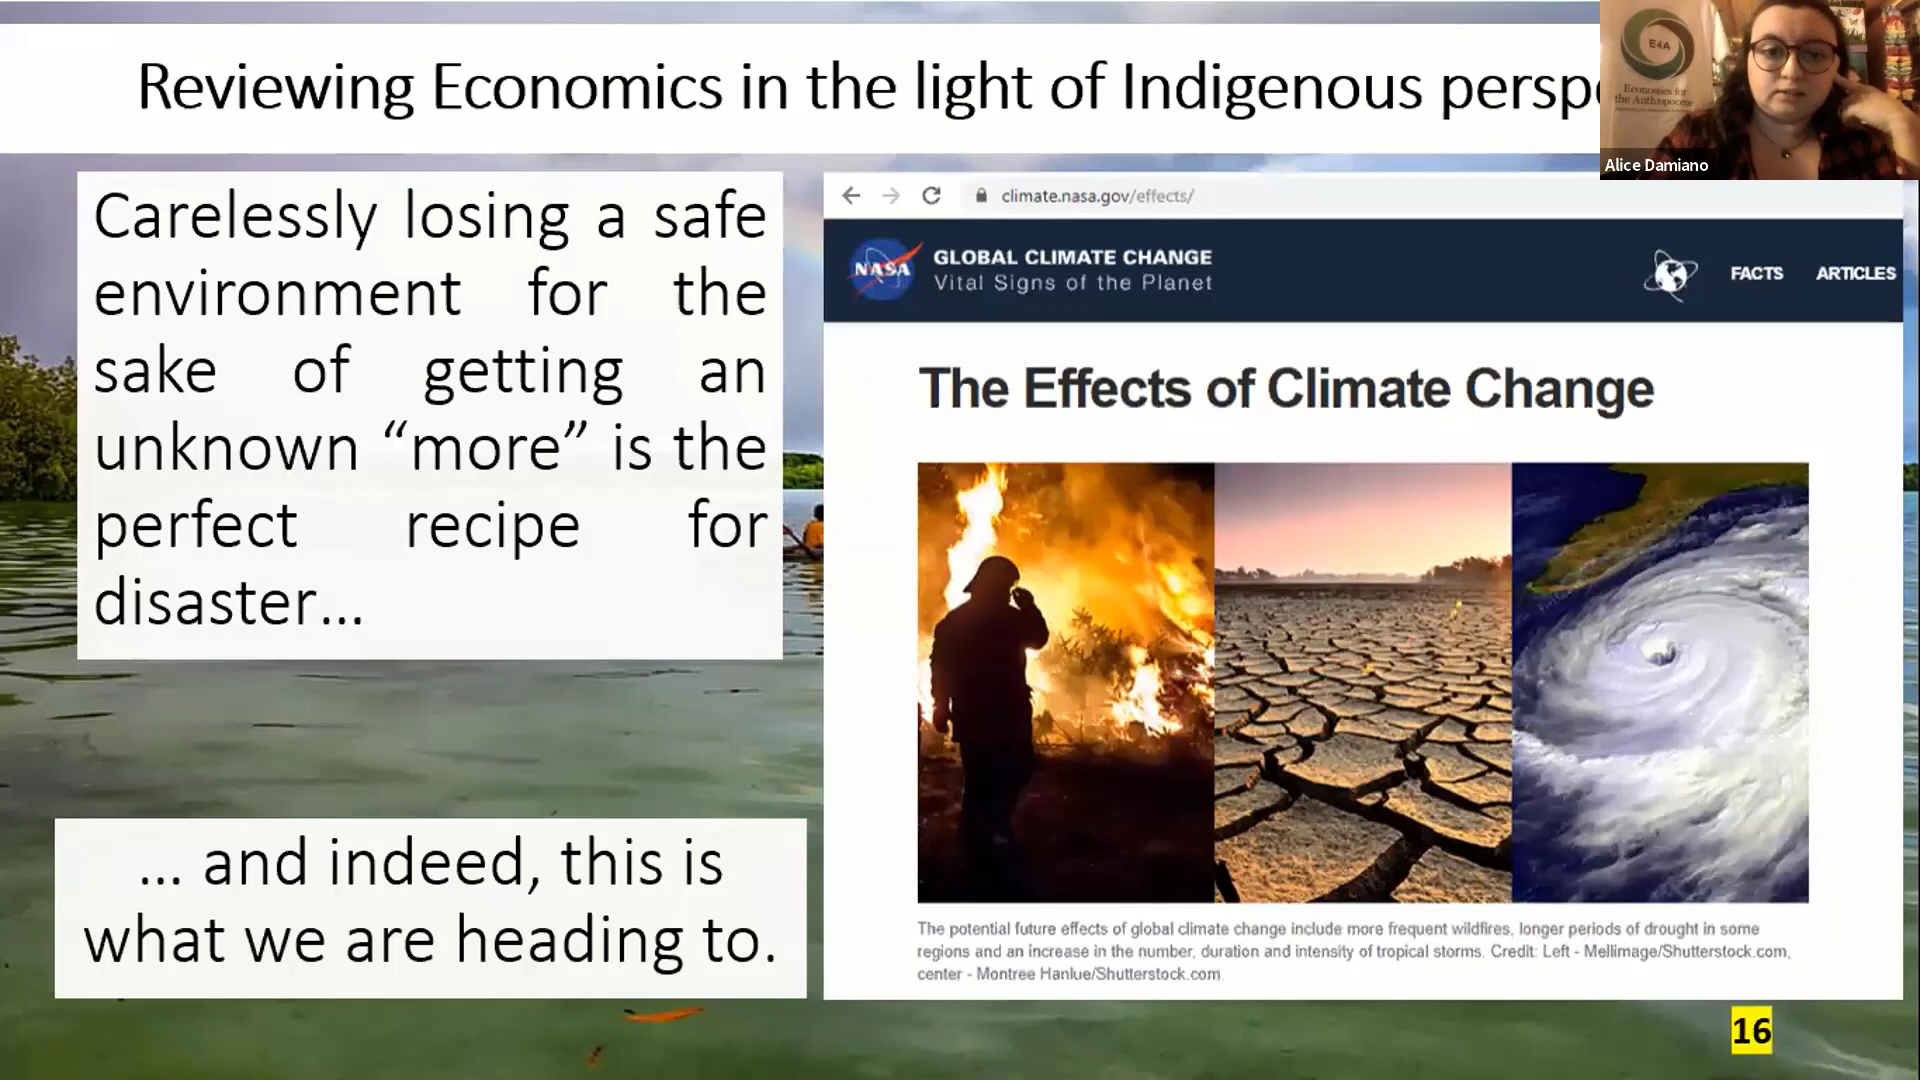 Reviewing Economics in the light of Indigenous persp
E4A
Economics for
the Anthropocene
Alice Damiano
Carelessly losing a safe
environment for the
sake of getting an
unknown “more” is the
perfect recipe for
disaster…
… and indeed, this is
what we are heading to.
climate.nasa.gov/effects/
NASA
GLOBAL CLIMATE CHANGE
Vital Signs of the Planet
FACTS ARTICLES
The Effects of Climate Change
The potential future effects of global climate change include more frequent wildfires, longer periods of drought in some
regions and an increase in the number, duration and intensity of tropical storms. Credit: Left - Mellimage/Shutterstock.com,
center - Montree Hanlue/Shutterstock.com.
16